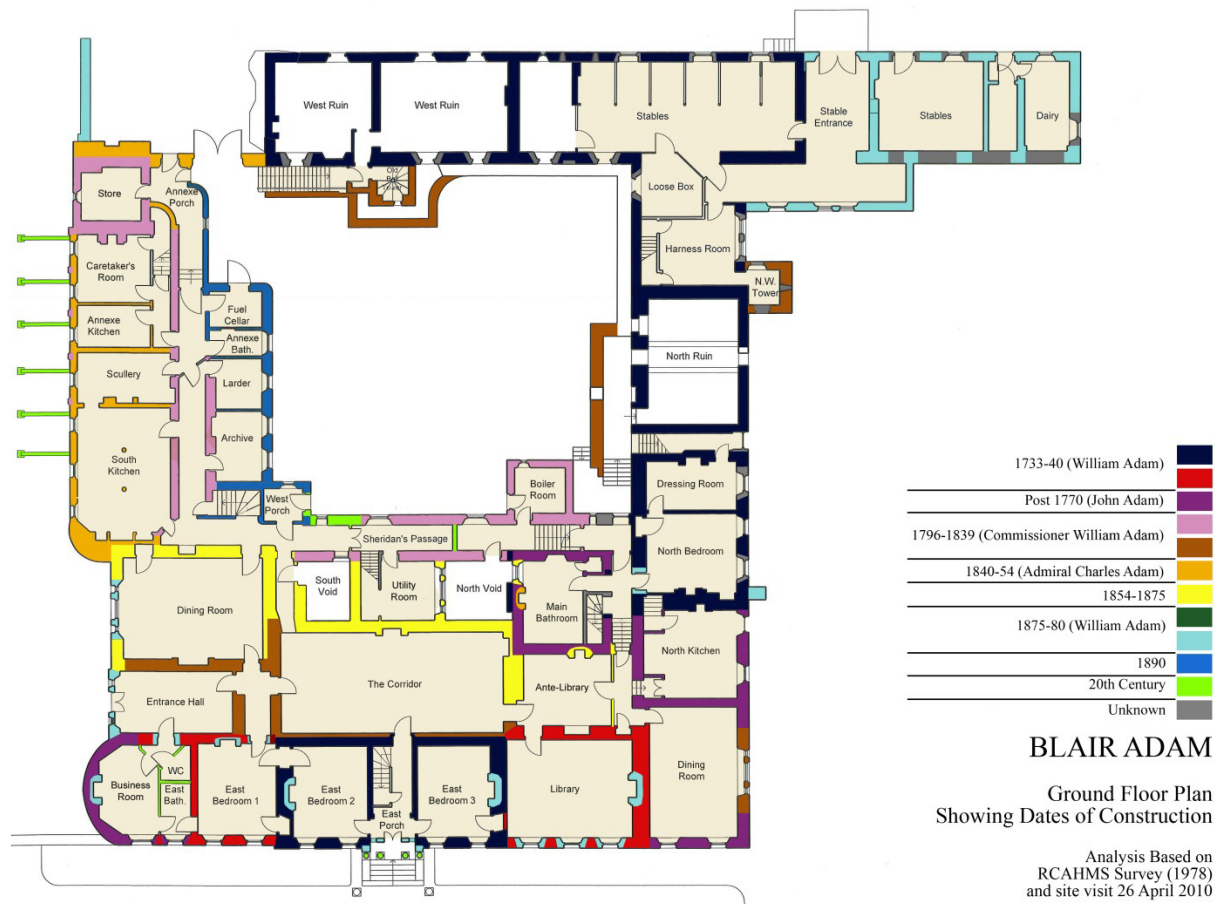 West Ruin
West Ruin
Stables
Stable
Entrance
Stables
Dairy
Old
Tower
Loose Box
Harness Room
N.W.
Tower
Store
Annexe
Porch
Caretaker's
Room
Annexe
Kitchen
Fuel
Cellar
Annexe
Bath.
Scullery
Larder
South
Kitchen
Archive
North Ruin
West
Porch
Boiler
Room
Dressing Room
Sheridan's Passage
North Bedroom
South
Void
Utility
Room
North Void
Main
Bathroom
Dining Room
North Kitchen
The Corridor
Ante-Library
Entrance Hall
Business
Room
WC
East
Bath.
East
Bedroom 1
East
Bedroom 2
East
Porch
East
Bedroom 3
Library
Dining
Room
1733-40 (William Adam)
Post 1770 (John Adam)
1796-1839 (Commissioner William Adam)
1840-54 (Admiral Charles Adam)
1854-1875
1875-80 (William Adam)
1890
20th Century
Unknown
BLAIR ADAM
Ground Floor Plan
Showing Dates of Construction
Analysis Based on
RCAHMS Survey (1978)
and site visit 26 April 2010